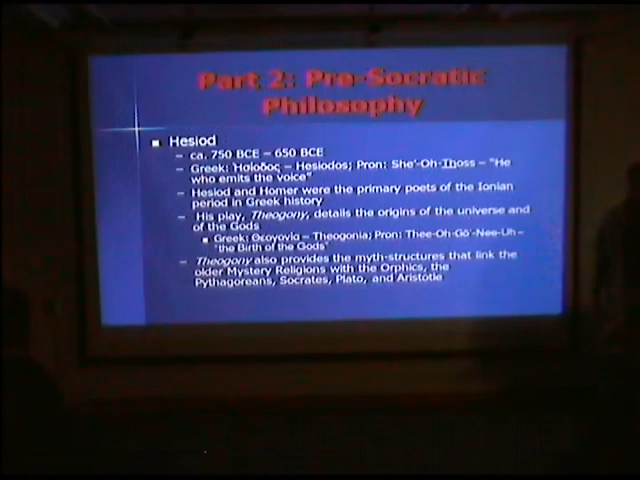 Part 2: Pre-Socratic
Philosophy
Hesiod
– ca. 750 BCE – 650 BCE
– Greek: Ἡσίοδος – Hesiodos; Pron: She'-Oh-Ihoss – "He
who emits the voice"
– Hesiod and Homer were the primary poets of the Ionian
period in Greek history
– His play, Theogony, details the origins of the universe and
of the Gods
Greek: Θεογονία – Theogonia; Pron: Thee-Oh-Gō'-Nee-Uh –
"the Birth of the Gods"
– Theogony also provides the myth-structures that link the
older Mystery Religions with the Orphics, the
Pythagoreans, Socrates, Plato, and Aristotle